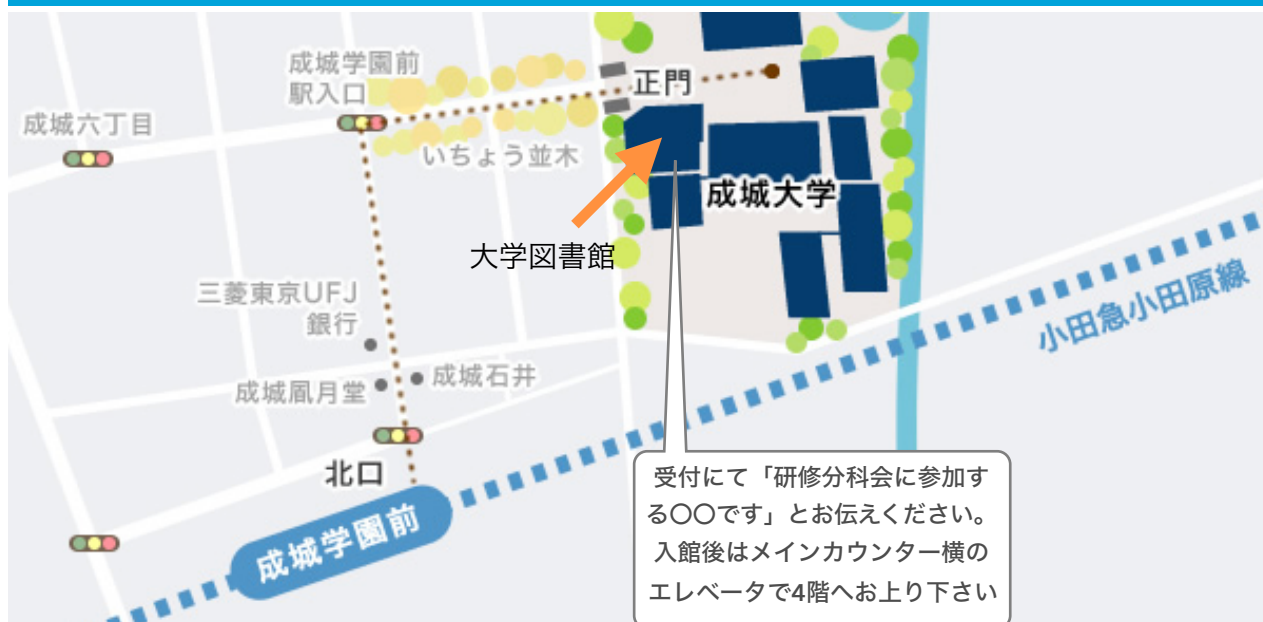 成城学園前
駅入口
正門
成城六丁目
いちょう並木
成城大学
大学図書館
三菱東京UFJ
銀行
小田急小田原線
成城石井
成城凮月堂
北口
成城学園前
受付にて「研修分科会に参加す
る〇〇です」とお伝えください。
入館後はメインカウンター横の
エレベータで4階へお上り下さい